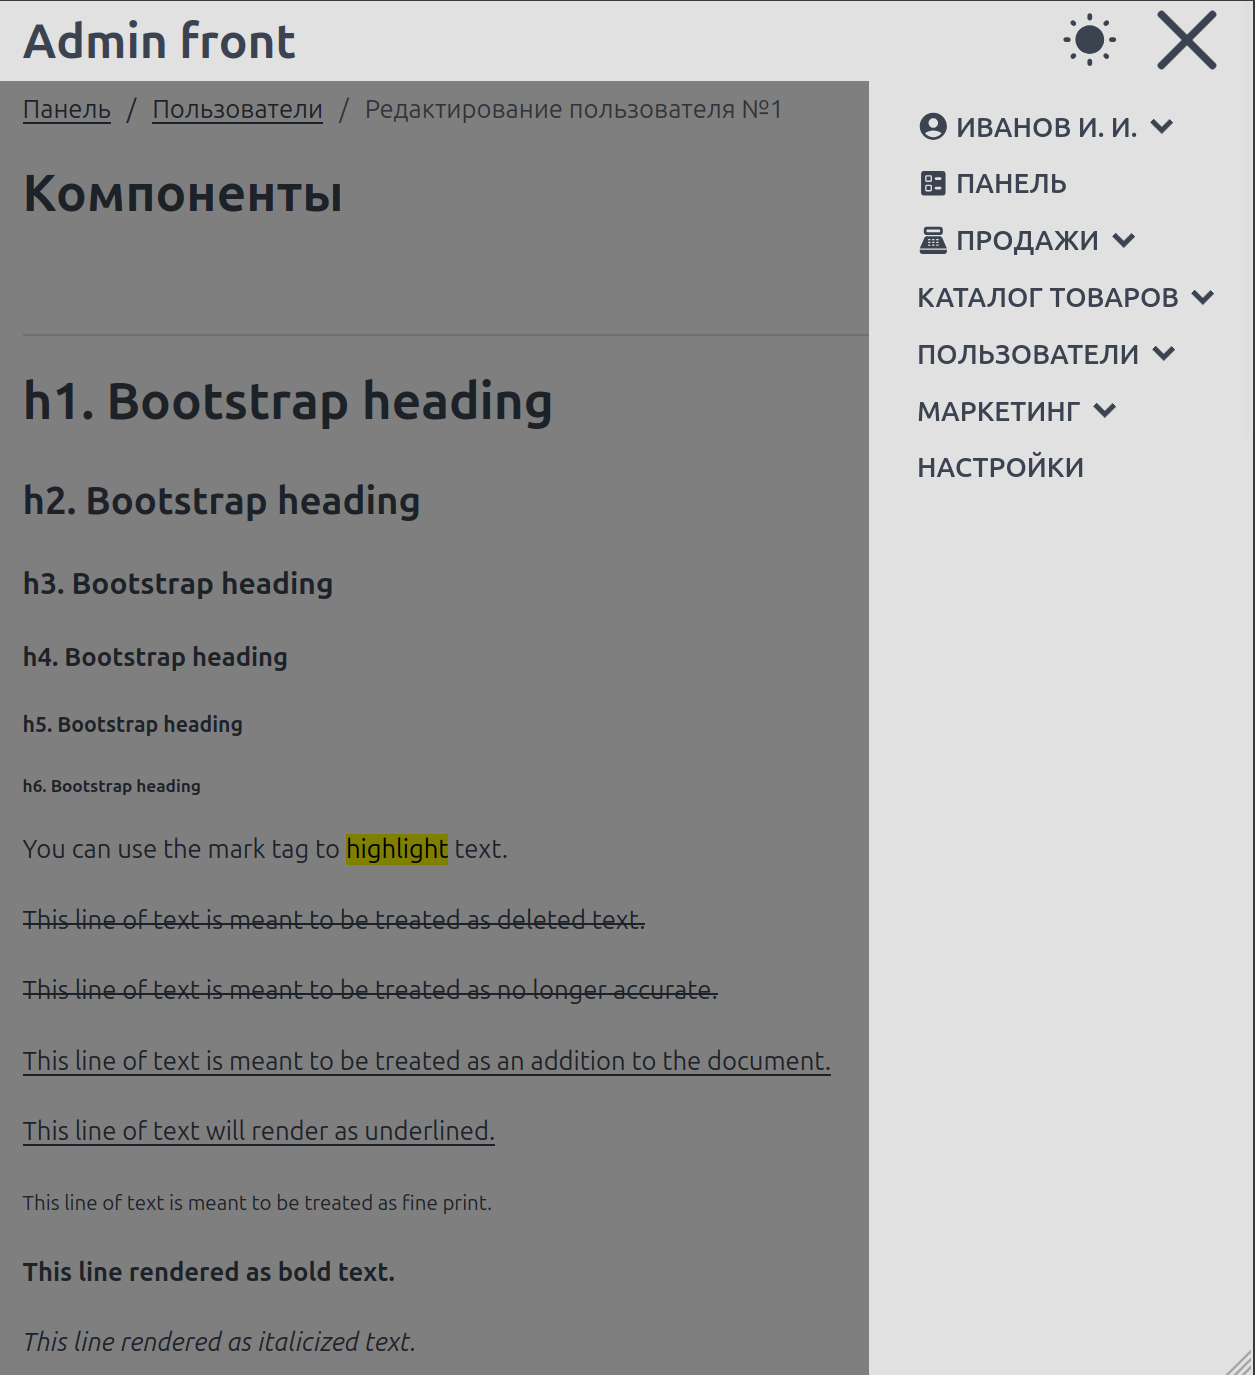 Admin front
Панель / Пользователи / Редактирование пользователя №1
Компоненты
h1. Bootstrap heading
h2. Bootstrap heading
h3. Bootstrap heading
h4. Bootstrap heading
h5. Bootstrap heading
h6. Bootstrap heading
You can use the mark tag to highlight text.
This line of text is meant to be treated as deleted text.
This line of text is meant to be treated as no longer accurate.
This line of text is meant to be treated as an addition to the document.
This line of text will render as underlined.
This line of text is meant to be treated as fine print.
This line rendered as bold text.
This line rendered as italicized text.
ИВАНОВ И. И.
ПАНЕЛЬ
ПРОДАЖИ
КАТАЛОГ ТОВАРОВ
ПОЛЬЗОВАТЕЛИ
МАРКЕТИНГ
НАСТРОЙКИ